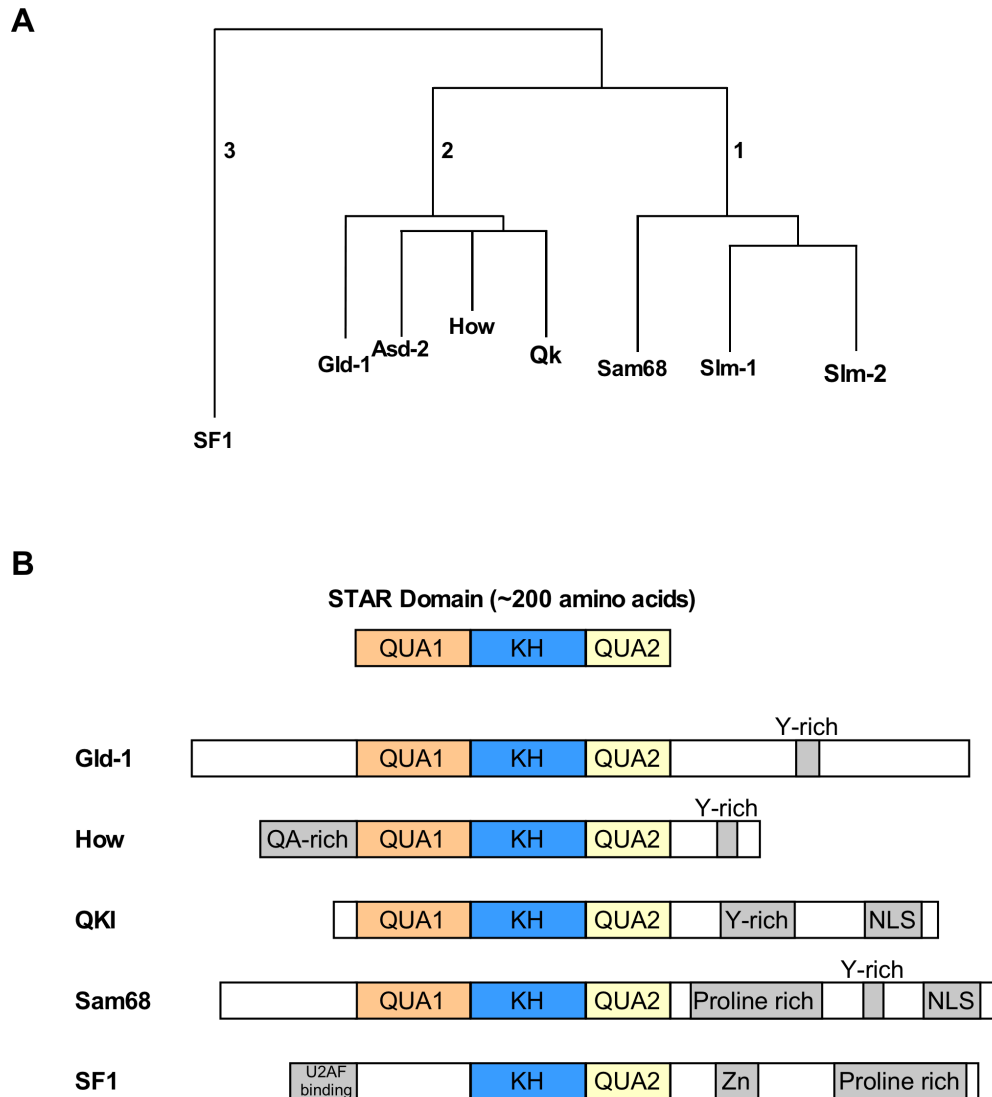 A
3
2
1
How
Gld-1
Asd-2
Qk
Sam68
Slm-1
Slm-2
SF1
B
STAR Domain (~200 amino acids)
QUA1 KH QUA2
Y-rich
Gld-1 QUA1 KH QUA2
Y-rich
How QA-rich QUA1 KH QUA2
QKI QUA1 KH QUA2 Y-rich NLS
Y-rich
Sam68 QUA1 KH QUA2 Proline rich NLS
SF1 U2AF binding KH QUA2 Zn Proline rich